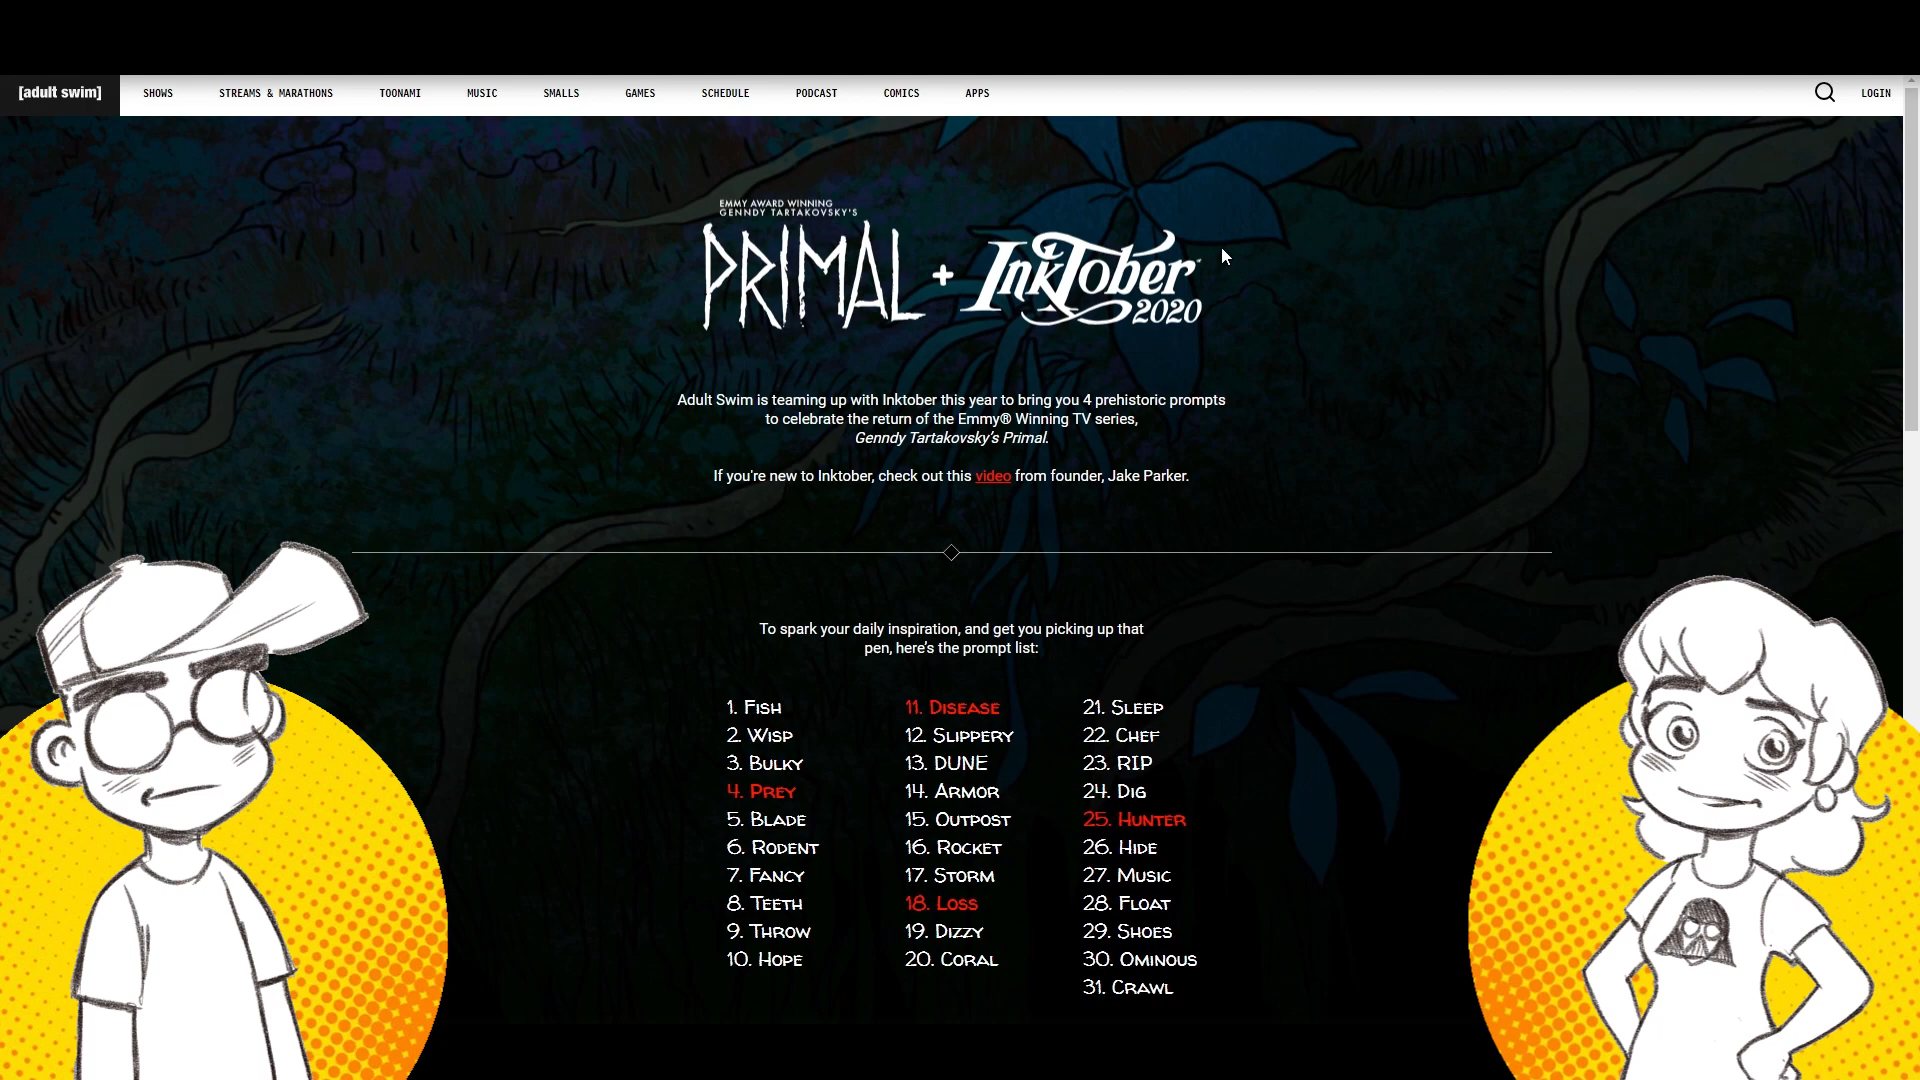 [adult swim] SHOWS STREAMS & MARATHONS TOONAMI MUSIC SMALLS GAMES SCHEDULE PODCAST COMICS APPS LOGIN
EMMY AWARD WINNING
GENNDY TARTAKOVSKY'S
PRIMAL + INKTOBER
2020
Adult Swim is teaming up with Inktober this year to bring you 4 prehistoric prompts
to celebrate the return of the Emmy® Winning TV series,
Genndy Tartakovsky's Primal.
If you're new to Inktober, check out this video from founder, Jake Parker.
To spark your daily inspiration, and get you picking up that
pen, here's the prompt list:
1. FISH
2. WISP
3. BULKY
4. PREY
5. BLADE
6. RODENT
7. FANCY
8. TEETH
9. THROW
10. HOPE
11. DISEASE
12. SLIPPERY
13. DUNE
14. ARMOR
15. OUTPOST
16. ROCKET
17. STORM
18. LOSS
19. DIZZY
20. CORAL
21. SLEEP
22. CHEF
23. RIP
24. DIG
25. HUNTER
26. HIDE
27. MUSIC
28. FLOAT
29. SHOES
30. OMINOUS
31. CRAWL